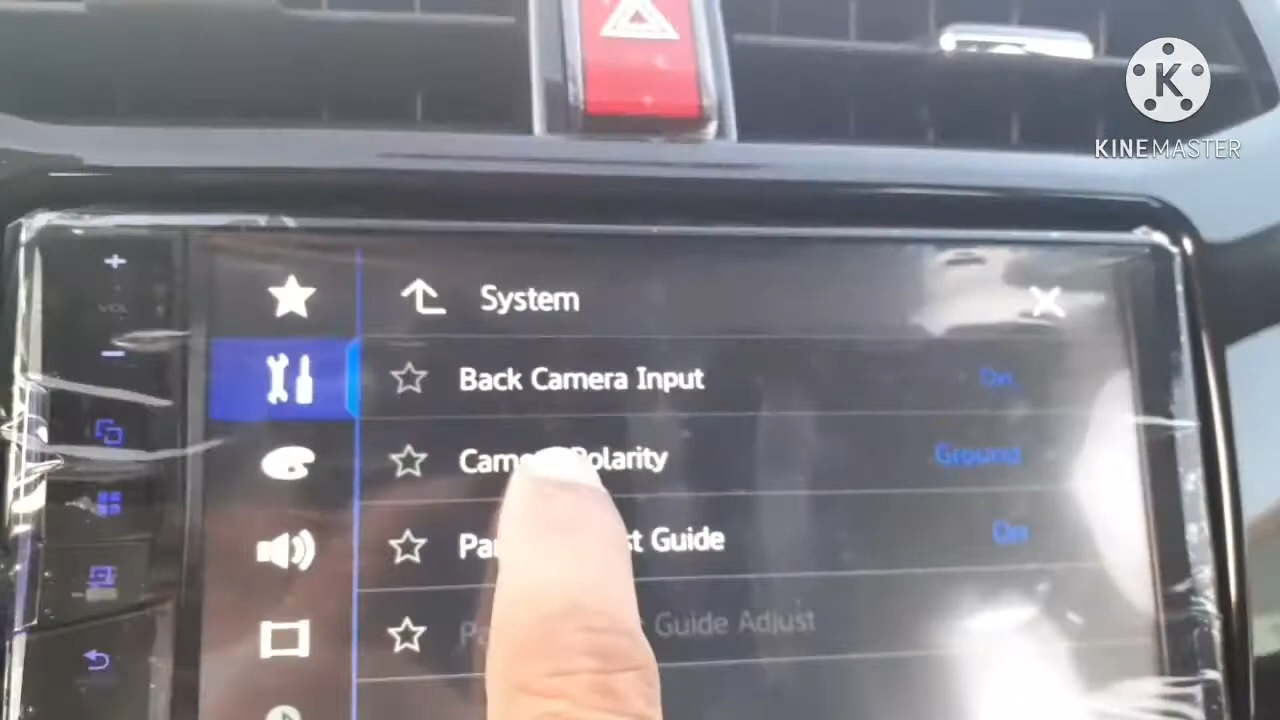 K
KINEMASTER
VOL
System
Back Camera Input On
Polarity Ground
Guide On
Guide Adjust